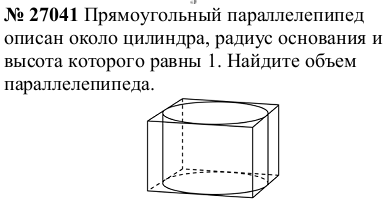 № 27041 Прямоугольный параллелепипед
описан около цилиндра, радиус основания и
высота которого равны 1. Найдите объем
параллелепипеда.